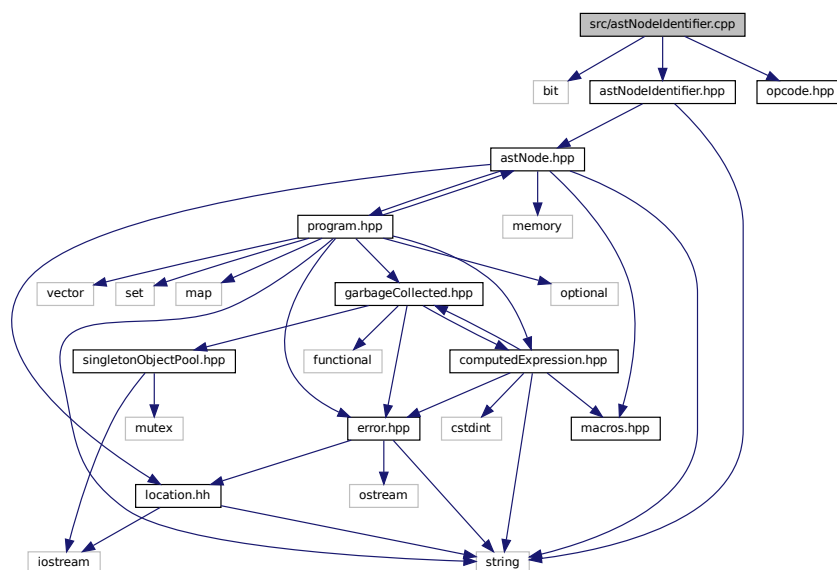 src/astNodeIdentifier.cpp
bit
astNodeIdentifier.hpp
opcode.hpp
astNode.hpp
program.hpp
memory
vector
set
map
garbageCollected.hpp
optional
singletonObjectPool.hpp
functional
computedExpression.hpp
mutex
error.hpp
cstdint
macros.hpp
location.hh
ostream
iostream
string